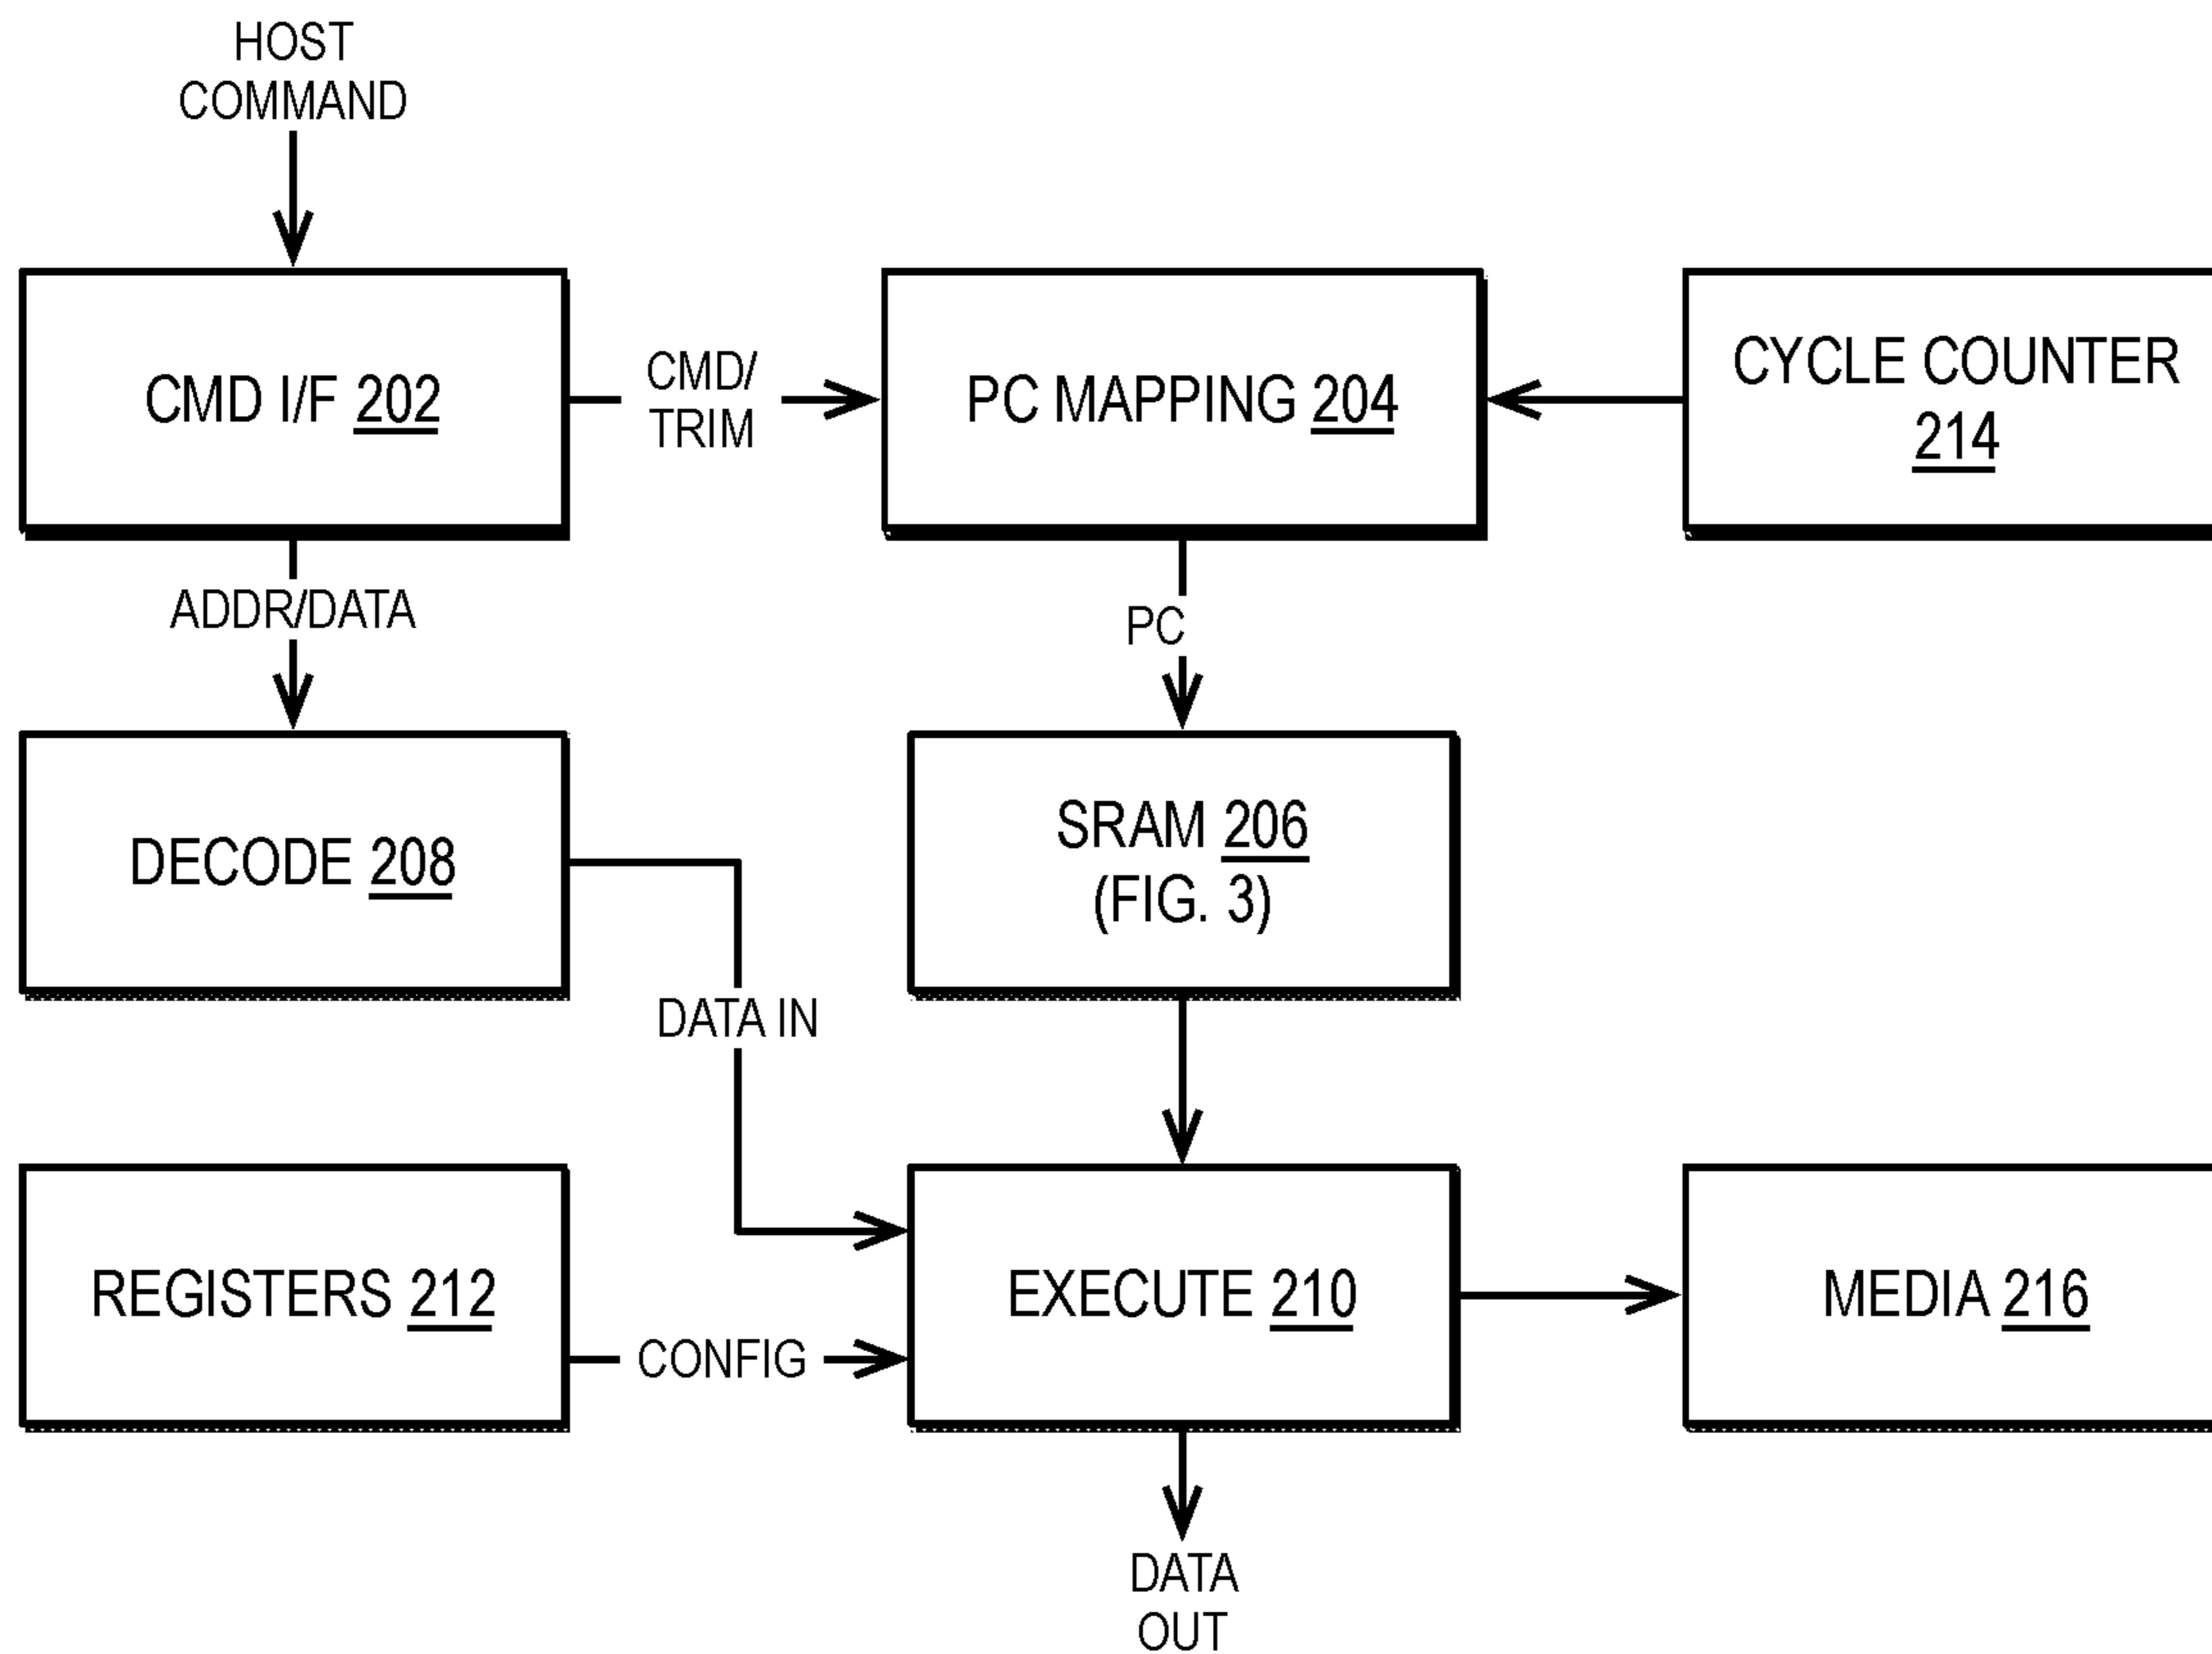 HOST
COMMAND
CMD I/F 202
CMD/
TRIM
PC MAPPING 204
CYCLE COUNTER
214
ADDR/DATA
PC
DECODE 208
SRAM 206
(FIG. 3)
DATA IN
REGISTERS 212
CONFIG
EXECUTE 210
MEDIA 216
DATA
OUT